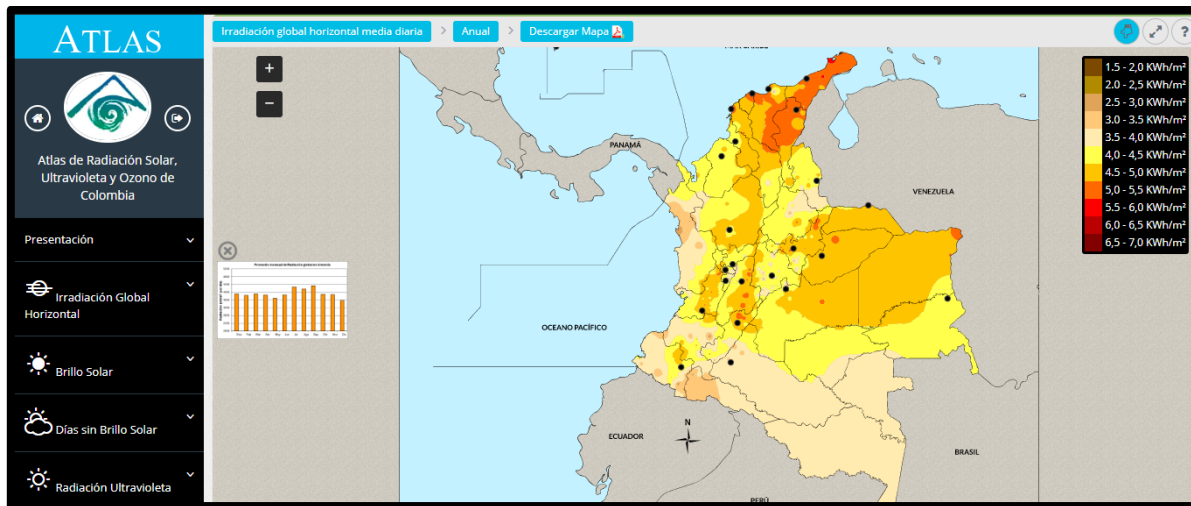 ATLAS
Atlas de Radiación Solar,
Ultravioleta y Ozono de
Colombia
Presentación
Irradiación Global
Horizontal
Brillo Solar
Días sin Brillo Solar
Radiación Ultravioleta
Irradiación global horizontal media diaria > Anual > Descargar Mapa
?
+
−
PANAMÁ
VENEZUELA
OCEANO PACÍFICO
N
ECUADOR
BRASIL
PERÚ
1.5 - 2,0 KWh/m²
2.0 - 2,5 KWh/m²
2.5 - 3,0 KWh/m²
3.0 - 3.5 KWh/m²
3.5 - 4,0 KWh/m²
4,0 - 4,5 KWh/m²
4.5 - 5,0 KWh/m²
5,0 - 5,5 KWh/m²
5.5 - 6,0 KWh/m²
6,0 - 6,5 KWh/m²
6,5 - 7,0 KWh/m²